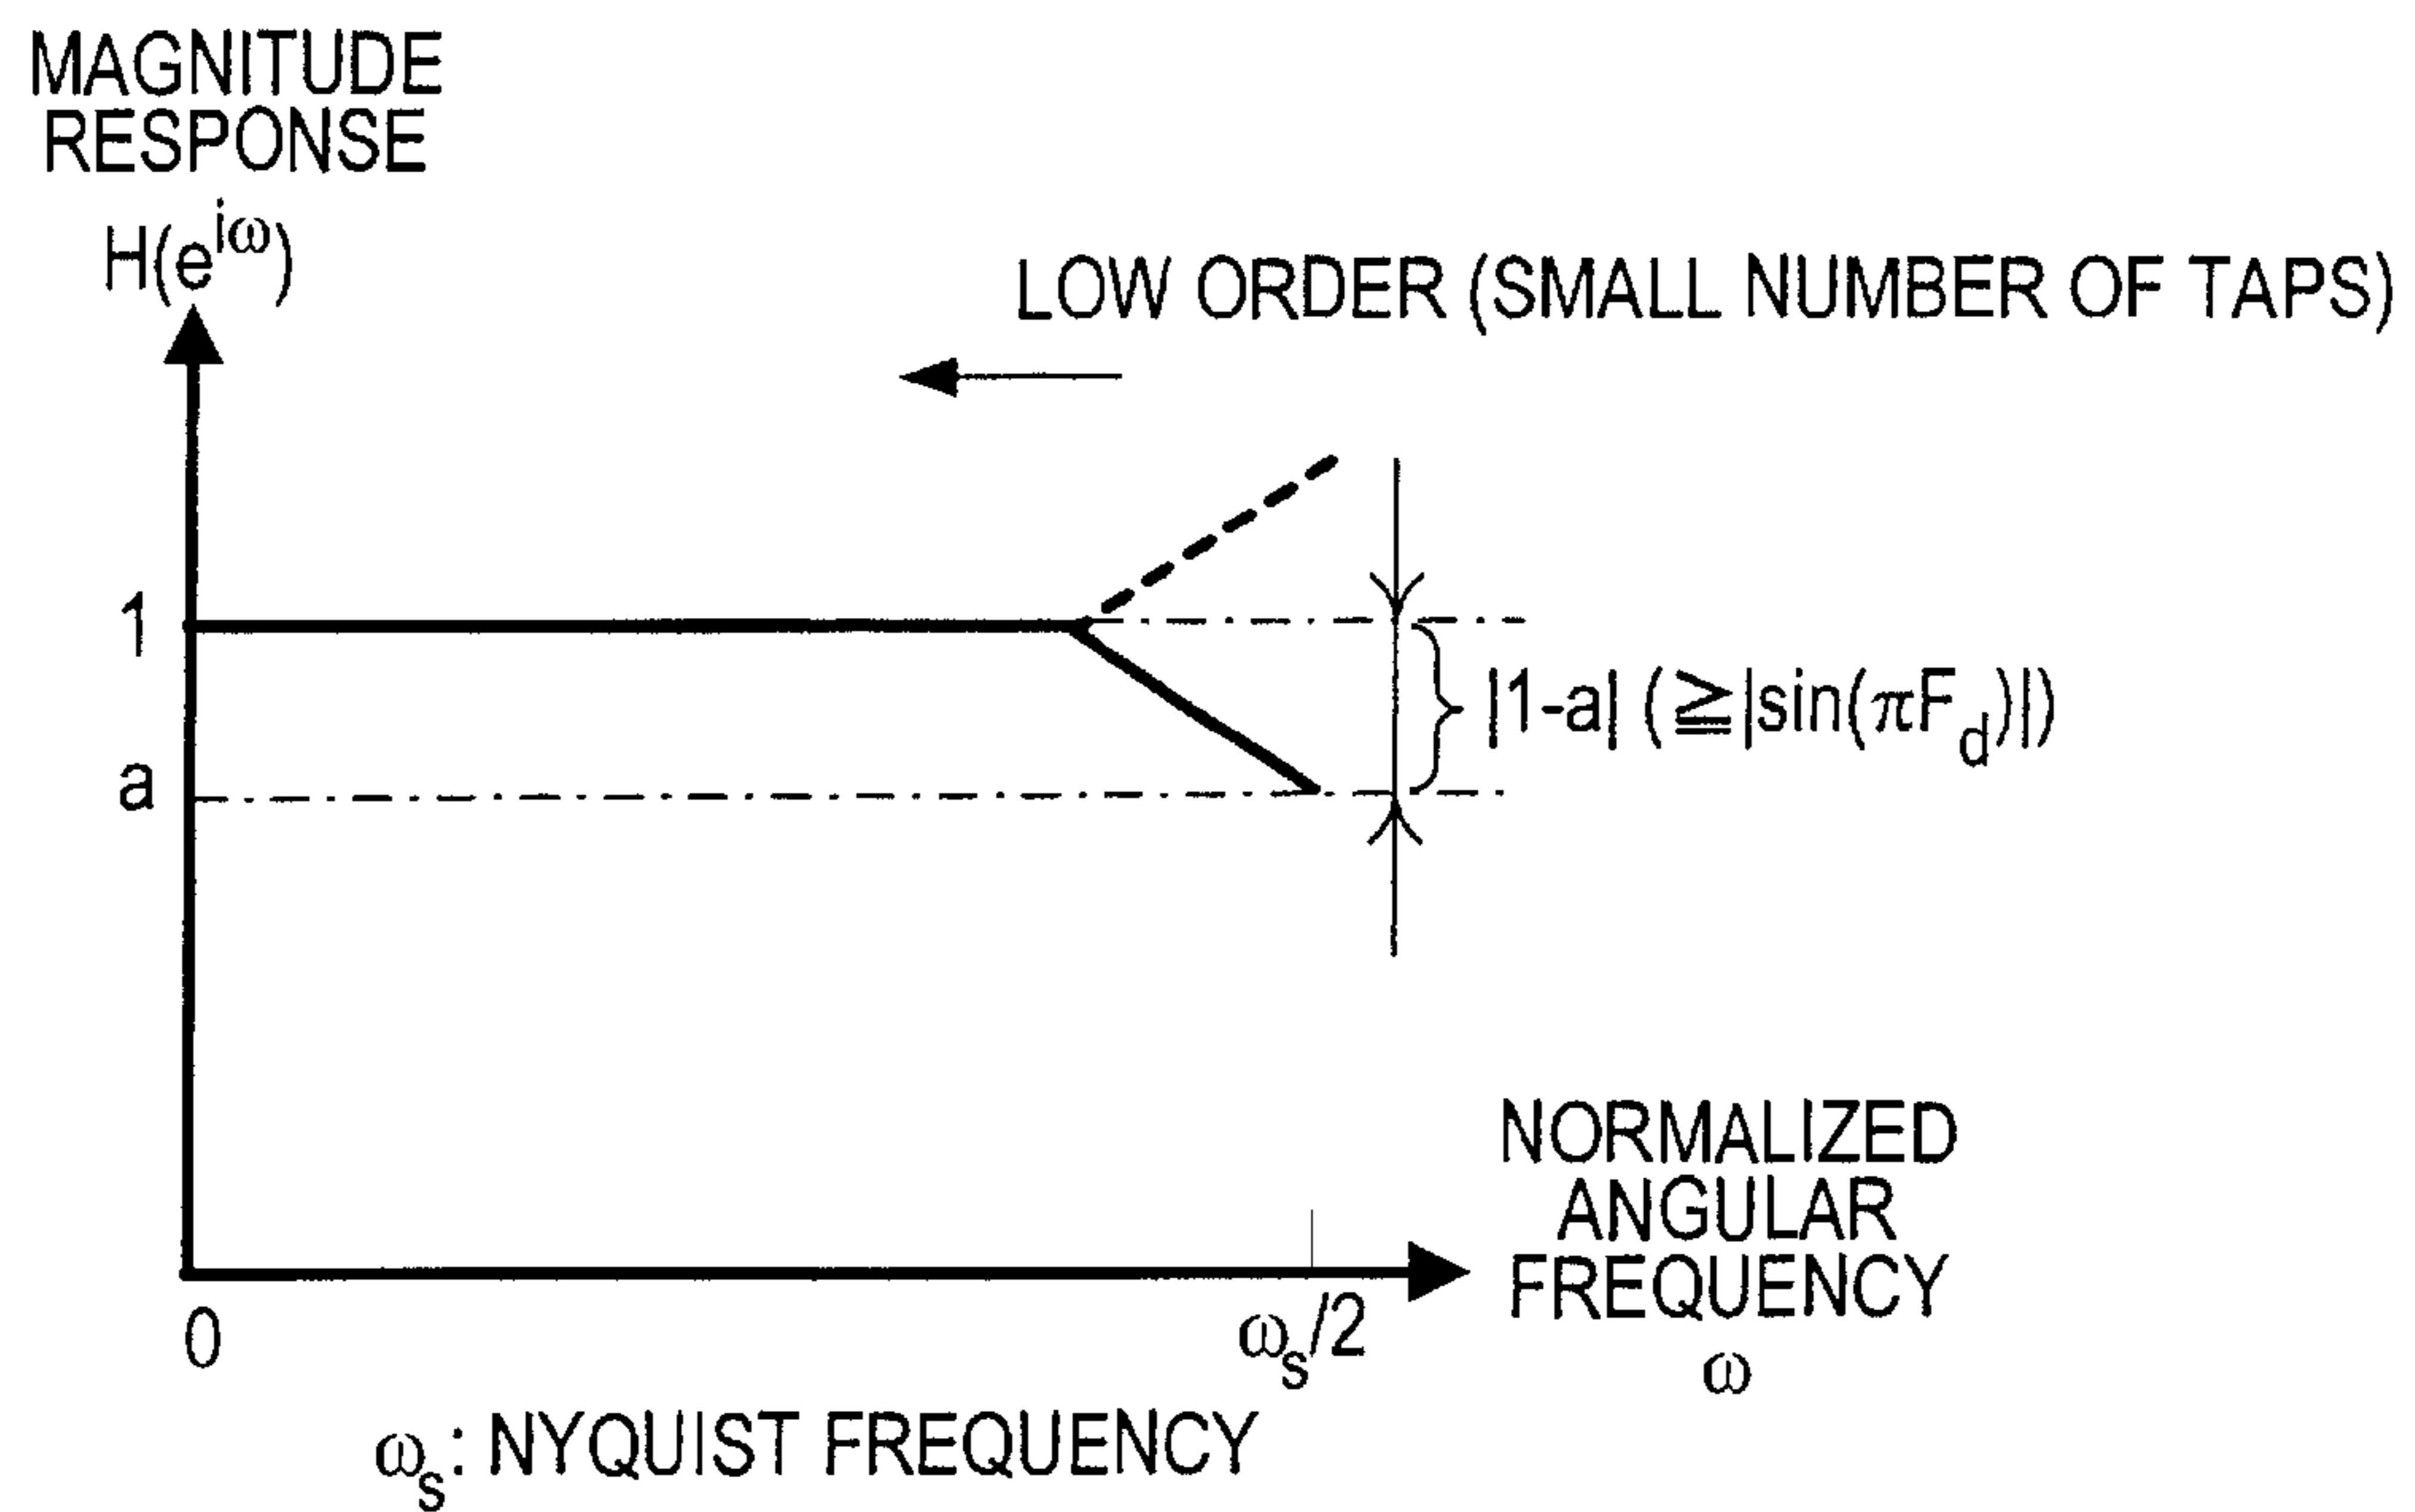 MAGNITUDE
RESPONSE
H(e^{iω})
LOW ORDER (SMALL NUMBER OF TAPS)
1
|1-a| (≧|sin(πF_d)|)
a
NORMALIZED
ANGULAR
FREQUENCY
ω
0
ω_s/2
ω_s: NYQUIST FREQUENCY